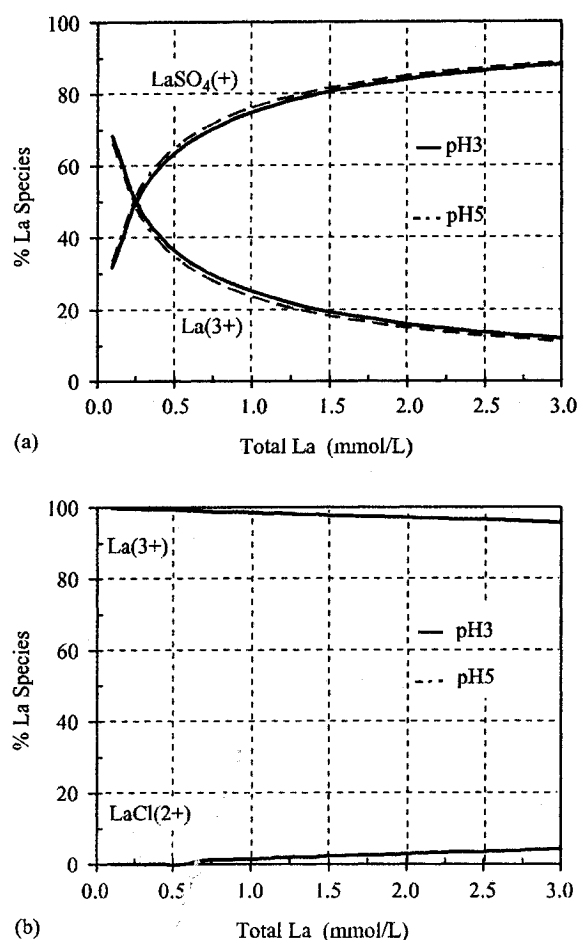 100
80
60
40
20
0
% La Species
LaSO₄(+)
pH3
pH5
La(3+)
0.0 0.5 1.0 1.5 2.0 2.5 3.0
(a)
Total La (mmol/L)
100
80
60
40
20
0
% La Species
La(3+)
pH3
pH5
LaCl(2+)
0.0 0.5 1.0 1.5 2.0 2.5 3.0
(b)
Total La (mmol/L)